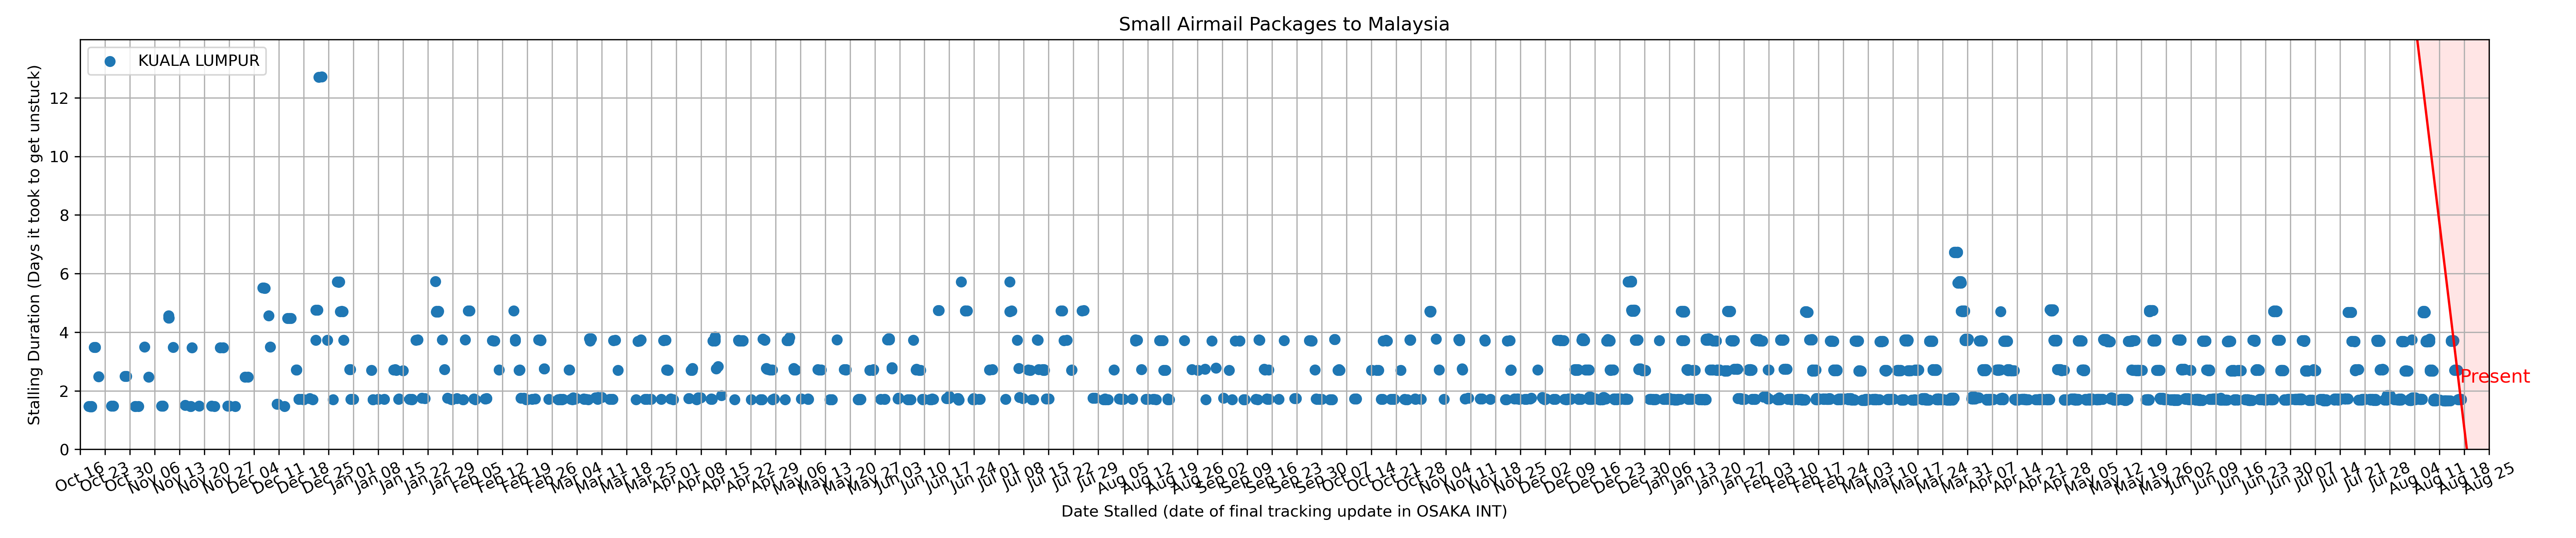 Small Airmail Packages to Malaysia
KUALA LUMPUR
Stalling Duration (Days it took to get unstuck)
12
10
8
6
4
2
0
Present
Oct 16
Oct 23
Oct 30
Nov 06
Nov 13
Nov 20
Nov 27
Dec 04
Dec 11
Dec 18
Dec 25
Jan 01
Jan 08
Jan 15
Jan 22
Jan 29
Feb 05
Feb 12
Feb 19
Feb 26
Mar 04
Mar 11
Mar 18
Mar 25
Apr 01
Apr 08
Apr 15
Apr 22
Apr 29
May 06
May 13
May 20
May 27
Jun 03
Jun 10
Jun 17
Jun 24
Jul 01
Jul 08
Jul 15
Jul 22
Jul 29
Aug 05
Aug 12
Aug 19
Aug 26
Sep 02
Sep 09
Sep 16
Sep 23
Sep 30
Oct 07
Oct 14
Oct 21
Oct 28
Nov 04
Nov 11
Nov 18
Nov 25
Dec 02
Dec 09
Dec 16
Dec 23
Dec 30
Jan 06
Jan 13
Jan 20
Jan 27
Feb 03
Feb 10
Feb 17
Feb 24
Mar 03
Mar 10
Mar 17
Mar 24
Mar 31
Apr 07
Apr 14
Apr 21
Apr 28
May 05
May 12
May 19
May 26
Jun 02
Jun 09
Jun 16
Jun 23
Jun 30
Jul 07
Jul 14
Jul 21
Jul 28
Aug 04
Aug 11
Aug 18
Aug 25
Date Stalled (date of final tracking update in OSAKA INT)